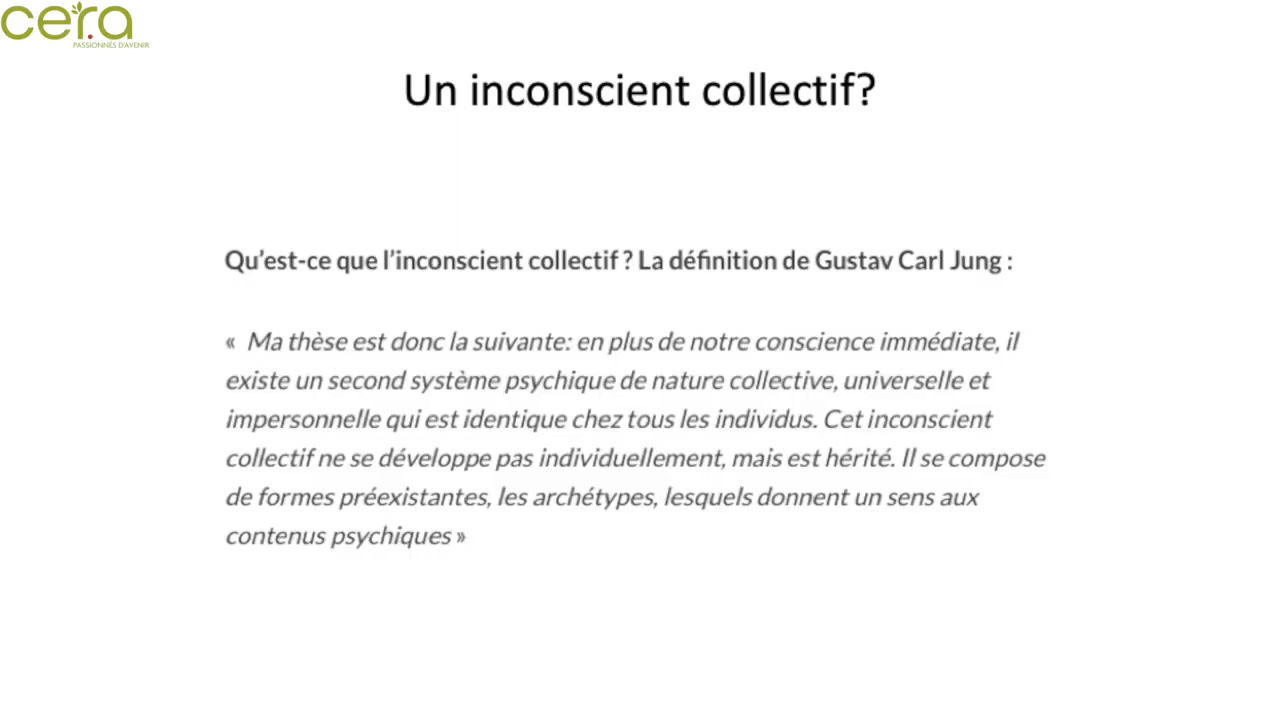 cer.a
PASSIONNÉS D'AVENIR
Un inconscient collectif?
Qu’est-ce que l’inconscient collectif ? La définition de Gustav Carl Jung :
« Ma thèse est donc la suivante: en plus de notre conscience immédiate, il
existe un second système psychique de nature collective, universelle et
impersonnelle qui est identique chez tous les individus. Cet inconscient
collectif ne se développe pas individuellement, mais est hérité. Il se compose
de formes préexistantes, les archétypes, lesquels donnent un sens aux
contenus psychiques »